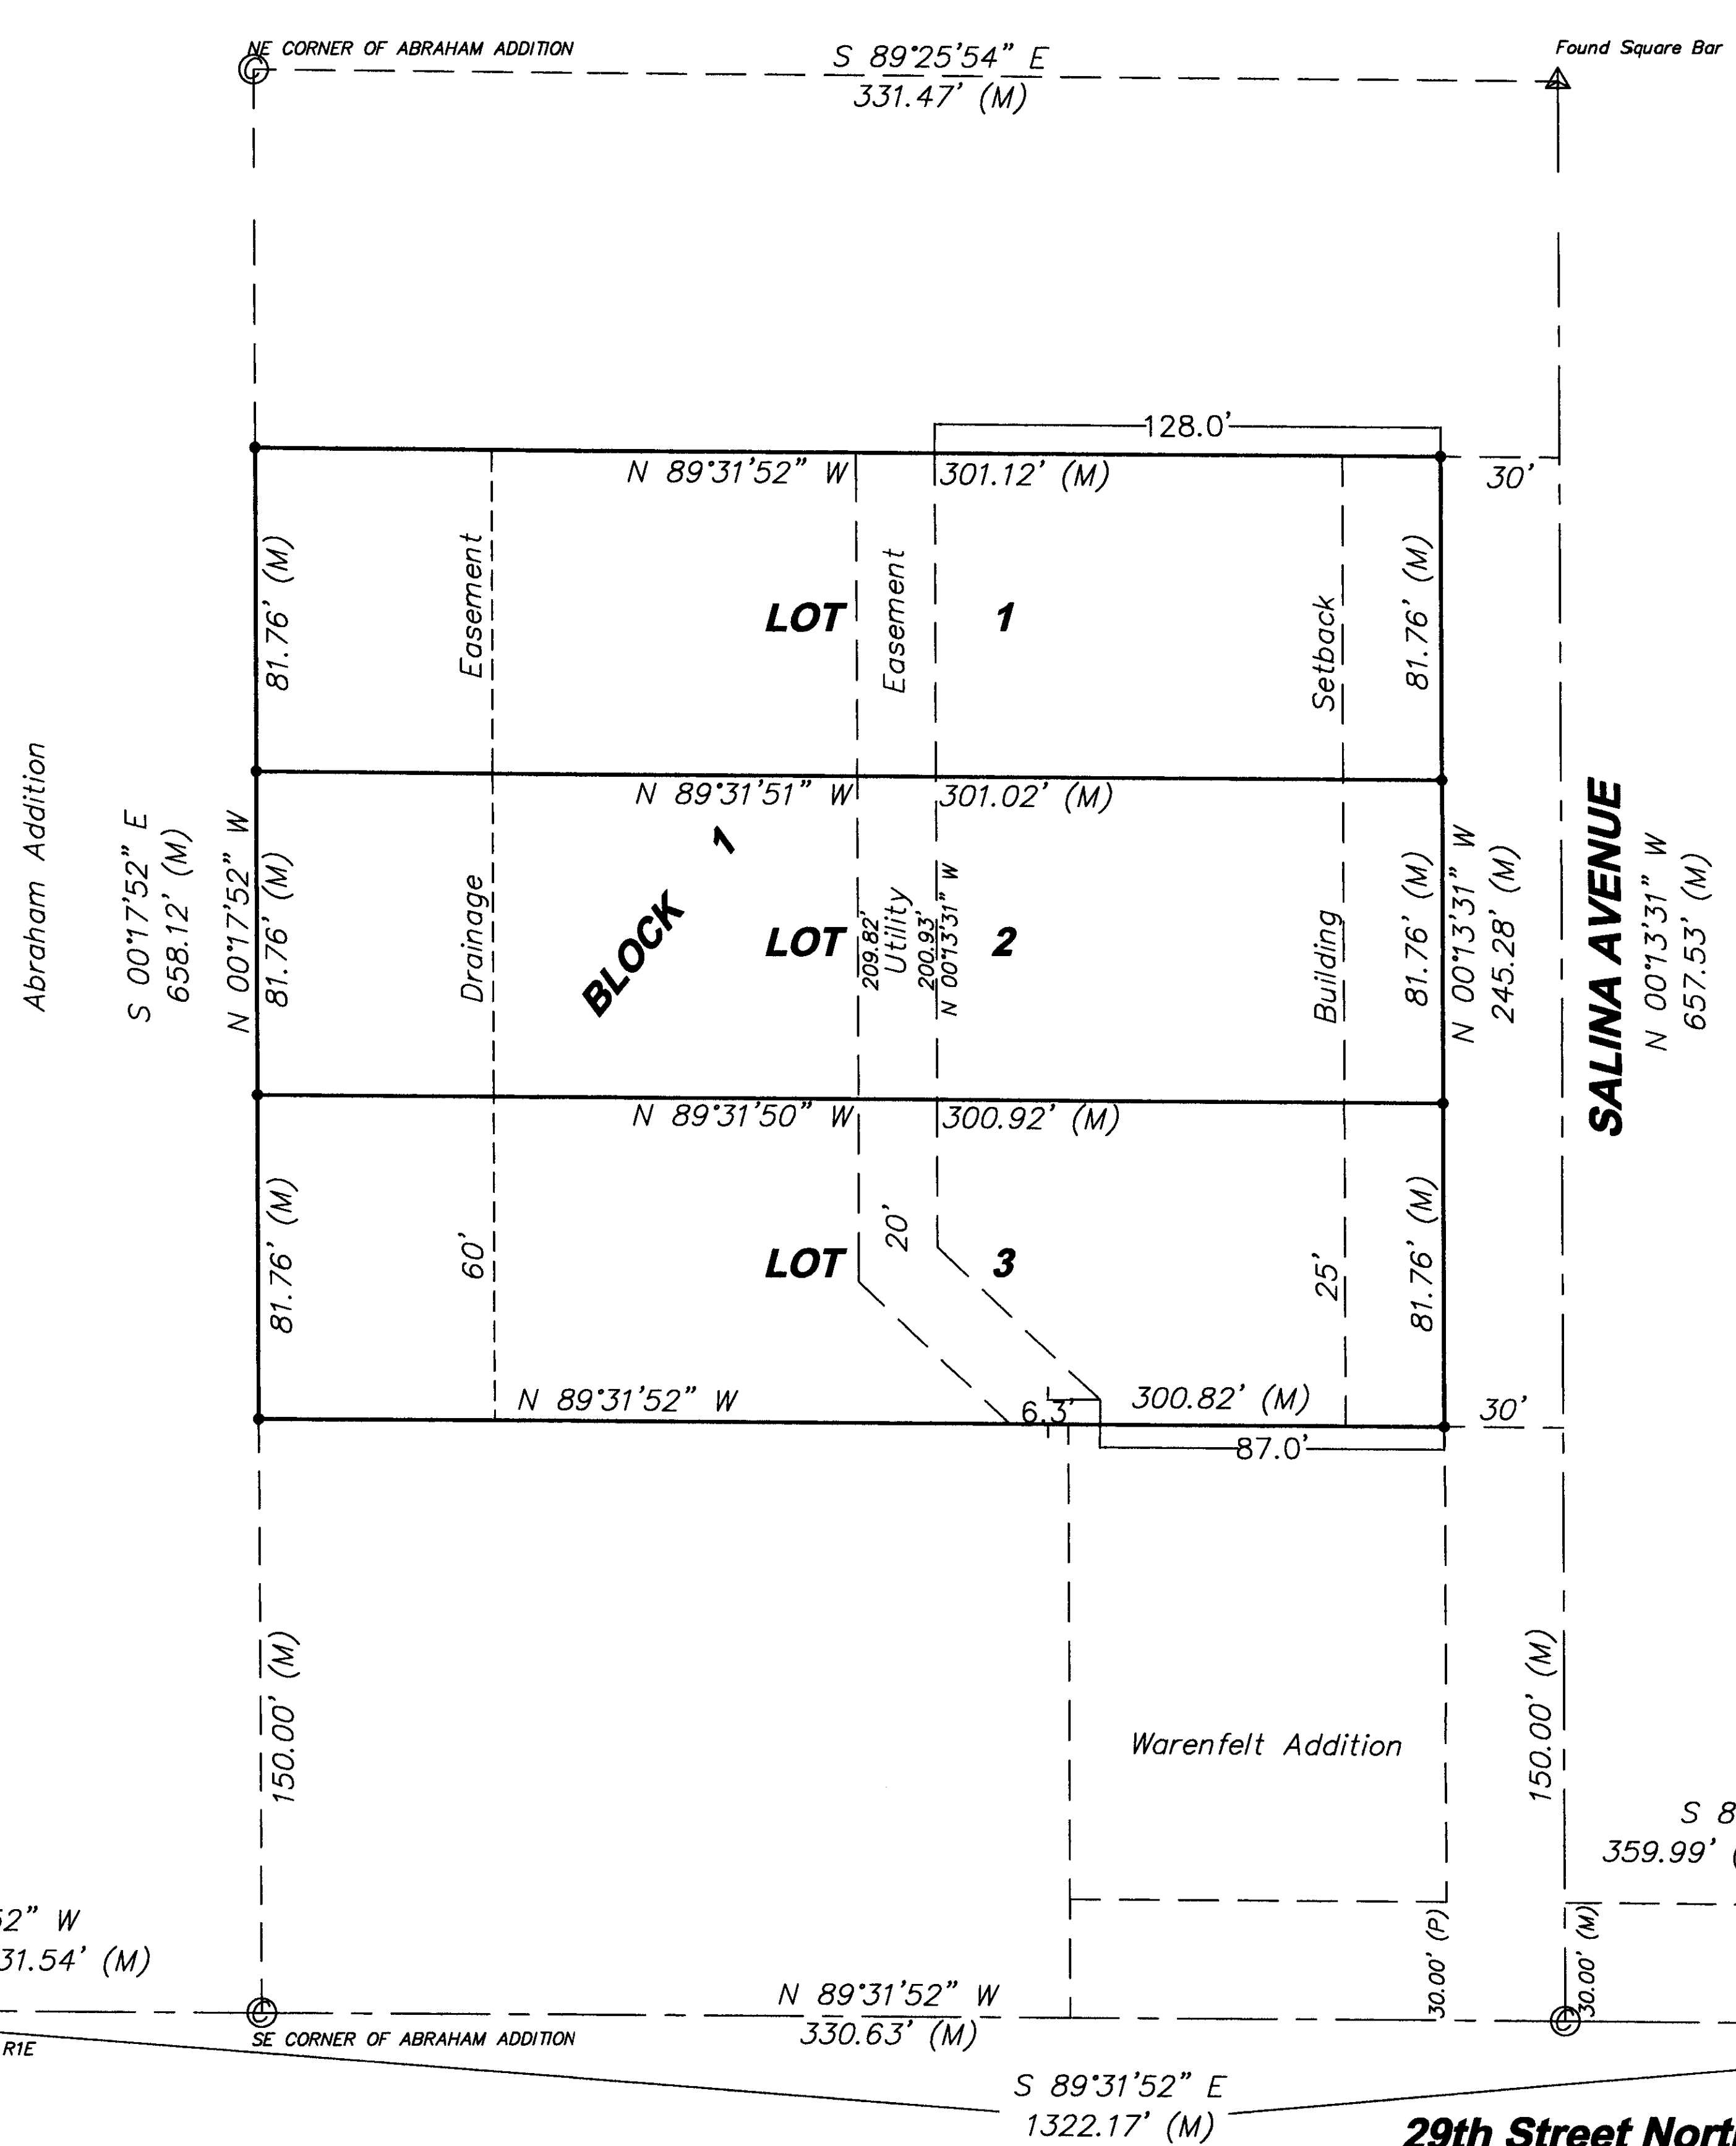 NE CORNER OF ABRAHAM ADDITION
S 89°25'54" E
331.47' (M)
Found Square Bar
128.0'
N 89°31'52" W
301.12' (M)
30'
81.76' (M)
Easement
LOT
Easement
1
Setback
81.76' (M)
N 89°31'51" W
301.02' (M)
Abraham Addition
S 00°17'52" E
658.12' (M)
N 00°17'52" W
81.76' (M)
Drainage
BLOCK 1
LOT
209.82'
Utility
200.93'
N 00°13'31" W
2
Building
81.76' (M)
N 00°13'31" W
245.28' (M)
SALINA AVENUE
N 00°13'31" W
657.53' (M)
N 89°31'50" W
300.92' (M)
81.76' (M)
60'
LOT
20'
3
25'
81.76' (M)
N 89°31'52" W
6.3'
300.82' (M)
30'
87.0'
150.00' (M)
Warenfelt Addition
150.00' (M)
S 8
359.99' (
52" W
31.54' (M)
30.00' (P)
30.00' (M)
N 89°31'52" W
330.63' (M)
SE CORNER OF ABRAHAM ADDITION
R1E
S 89°31'52" E
1322.17' (M)
29th Street Nort